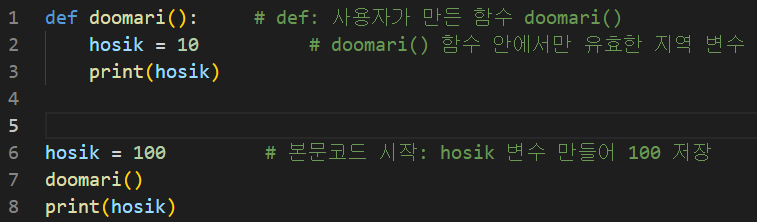 1 def doomari():     # def: 사용자가 만든 함수 doomari()
2     hosik = 10          # doomari() 함수 안에서만 유효한 지역 변수
3     print(hosik)
4
5
6 hosik = 100         # 본문코드 시작: hosik 변수 만들어 100 저장
7 doomari()
8 print(hosik)